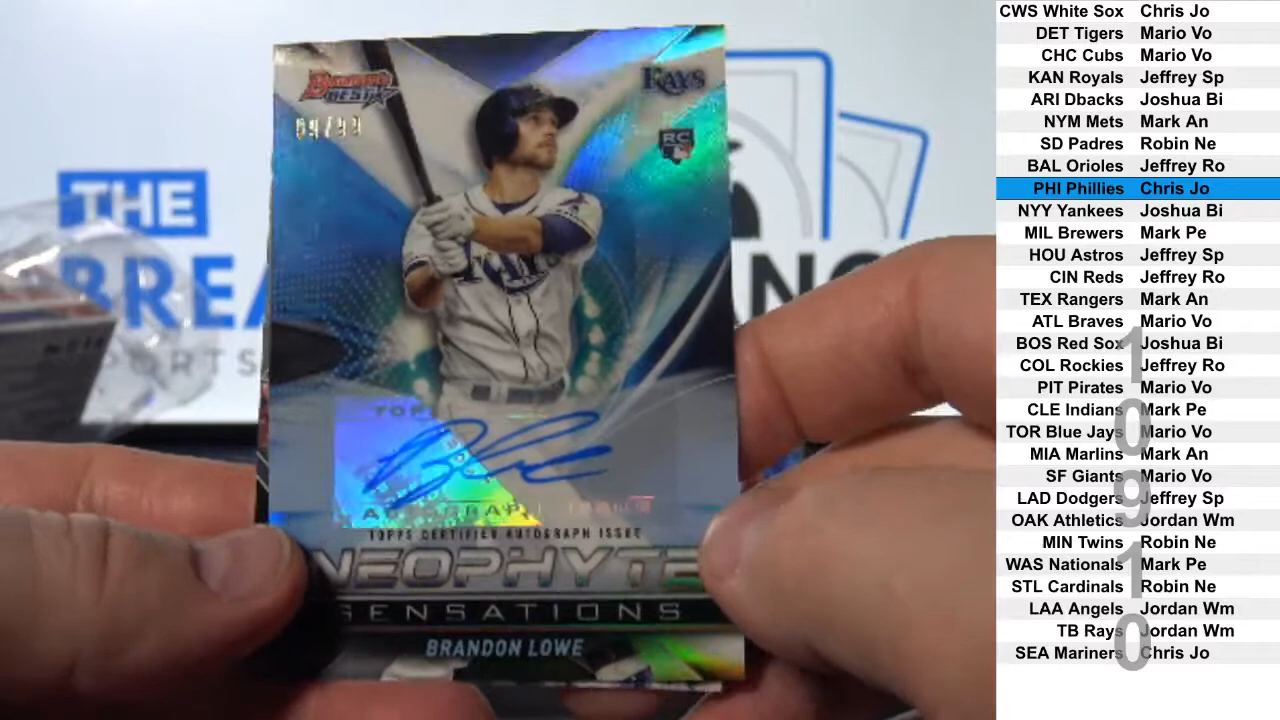 THE
BREA
PORTS
N
BOWMAN'S
BEST
RAYS
RC
RAYS
TOPPS
TOPPS CERTIFIED AUTOGRAPH ISSUE
NEOPHYTE
SENSATIONS
BRANDON LOWE
CWS White Sox Chris Jo
DET Tigers Mario Vo
CHC Cubs Mario Vo
KAN Royals Jeffrey Sp
ARI Dbacks Joshua Bi
NYM Mets Mark An
SD Padres Robin Ne
BAL Orioles Jeffrey Ro
PHI Phillies Chris Jo
NYY Yankees Joshua Bi
MIL Brewers Mark Pe
HOU Astros Jeffrey Sp
CIN Reds Jeffrey Ro
TEX Rangers Mark An
ATL Braves Mario Vo
BOS Red Sox Joshua Bi
COL Rockies Jeffrey Ro
PIT Pirates Mario Vo
CLE Indians Mark Pe
TOR Blue Jays Mario Vo
MIA Marlins Mark An
SF Giants Mario Vo
LAD Dodgers Jeffrey Sp
OAK Athletics Jordan Wm
MIN Twins Robin Ne
WAS Nationals Mark Pe
STL Cardinals Robin Ne
LAA Angels Jordan Wm
TB Rays Jordan Wm
SEA Mariners Chris Jo
10910